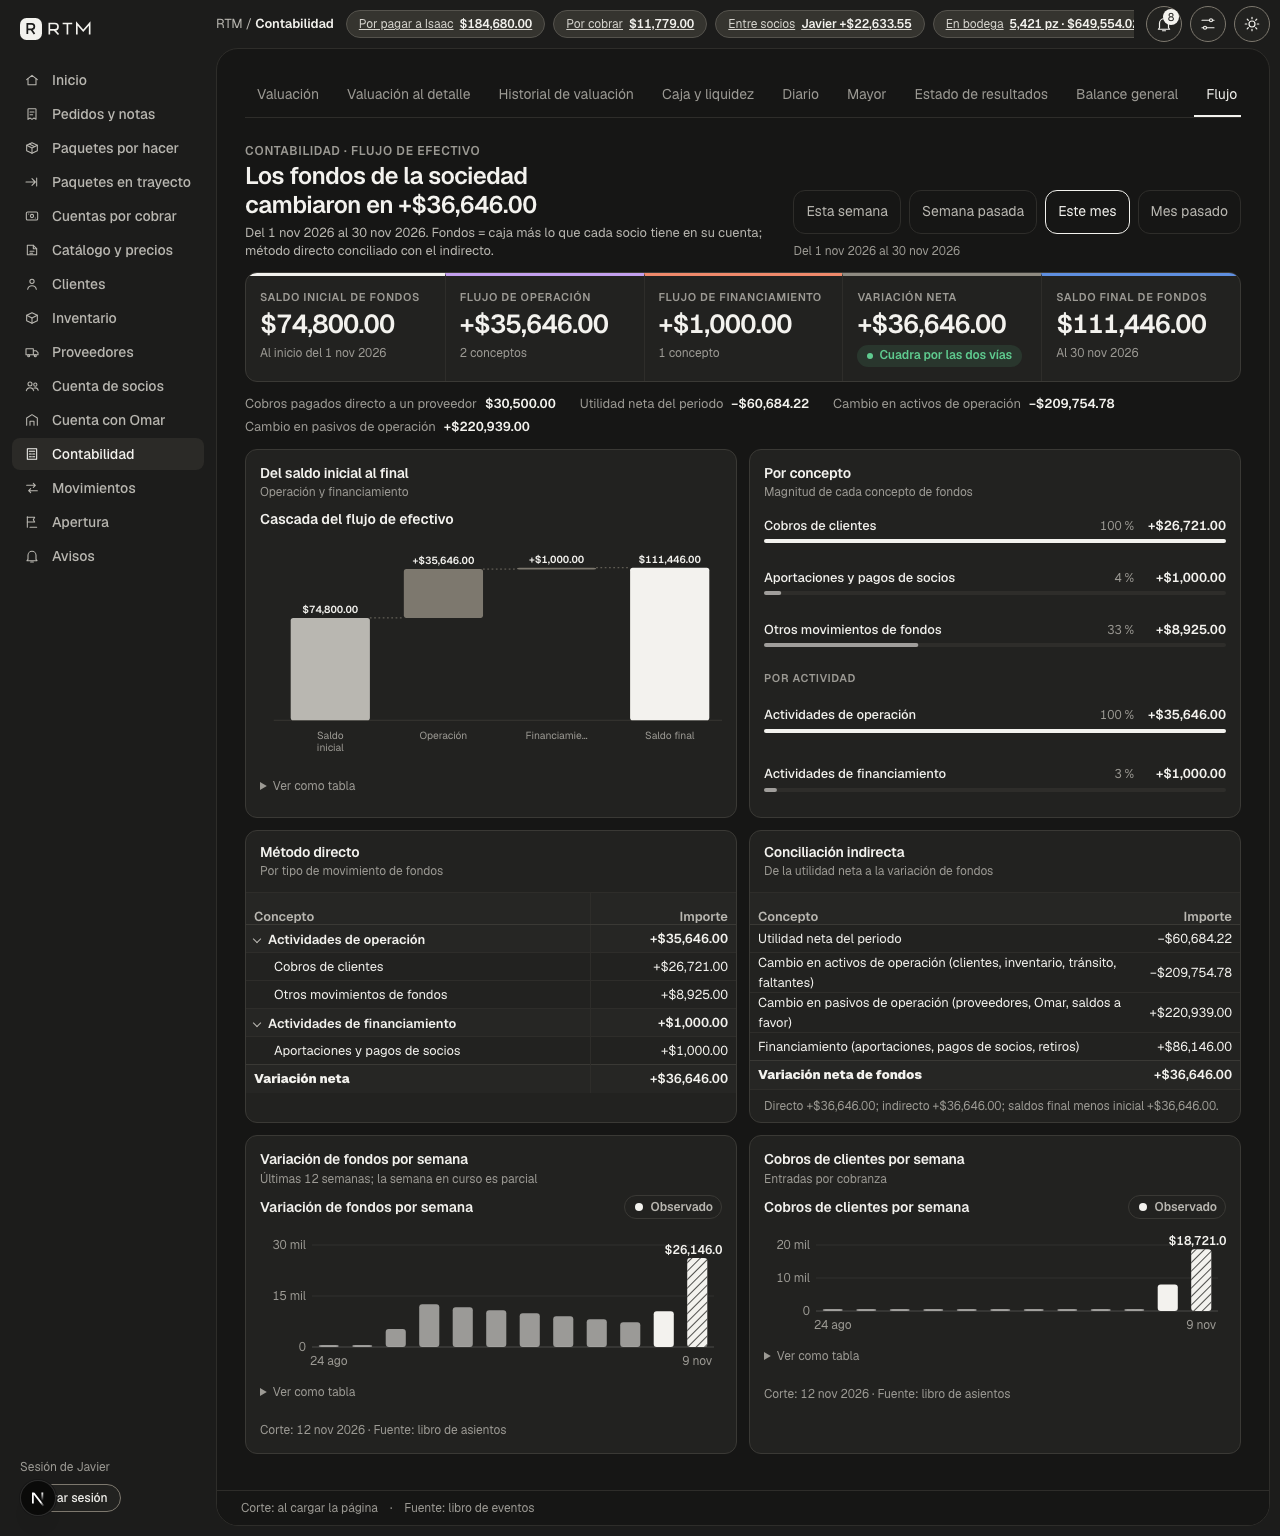 R RTM
RTM / Contabilidad
Por pagar a Isaac $184,680.00
Por cobrar $11,779.00
Entre socios Javier +$22,633.55
En bodega 5,421 pz · $649,554.0
8
Inicio
Pedidos y notas
Paquetes por hacer
Paquetes en trayecto
Cuentas por cobrar
Catálogo y precios
Clientes
Inventario
Proveedores
Cuenta de socios
Cuenta con Omar
Contabilidad
Movimientos
Apertura
Avisos
Sesión de Javier
N ar sesión
Valuación Valuación al detalle Historial de valuación Caja y liquidez Diario Mayor Estado de resultados Balance general Flujo
CONTABILIDAD · FLUJO DE EFECTIVO
Los fondos de la sociedad
cambiaron en +$36,646.00
Del 1 nov 2026 al 30 nov 2026. Fondos = caja más lo que cada socio tiene en su cuenta;
método directo conciliado con el indirecto.
Esta semana Semana pasada Este mes Mes pasado
Del 1 nov 2026 al 30 nov 2026
SALDO INICIAL DE FONDOS
$74,800.00
Al inicio del 1 nov 2026
FLUJO DE OPERACIÓN
+$35,646.00
2 conceptos
FLUJO DE FINANCIAMIENTO
+$1,000.00
1 concepto
VARIACIÓN NETA
+$36,646.00
Cuadra por las dos vías
SALDO FINAL DE FONDOS
$111,446.00
Al 30 nov 2026
Cobros pagados directo a un proveedor $30,500.00 Utilidad neta del periodo −$60,684.22 Cambio en activos de operación −$209,754.78
Cambio en pasivos de operación +$220,939.00
Del saldo inicial al final
Operación y financiamiento
Cascada del flujo de efectivo
$74,800.00
+$35,646.00
+$1,000.00
$111,446.00
Saldo
inicial
Operación
Financiamie…
Saldo final
Ver como tabla
Por concepto
Magnitud de cada concepto de fondos
Cobros de clientes 100 % +$26,721.00
Aportaciones y pagos de socios 4 % +$1,000.00
Otros movimientos de fondos 33 % +$8,925.00
POR ACTIVIDAD
Actividades de operación 100 % +$35,646.00
Actividades de financiamiento 3 % +$1,000.00
Método directo
Por tipo de movimiento de fondos
Concepto Importe
Actividades de operación +$35,646.00
Cobros de clientes +$26,721.00
Otros movimientos de fondos +$8,925.00
Actividades de financiamiento +$1,000.00
Aportaciones y pagos de socios +$1,000.00
Variación neta +$36,646.00
Conciliación indirecta
De la utilidad neta a la variación de fondos
Concepto Importe
Utilidad neta del periodo −$60,684.22
Cambio en activos de operación (clientes, inventario, tránsito,
faltantes) −$209,754.78
Cambio en pasivos de operación (proveedores, Omar, saldos a
favor) +$220,939.00
Financiamiento (aportaciones, pagos de socios, retiros) +$86,146.00
Variación neta de fondos +$36,646.00
Directo +$36,646.00; indirecto +$36,646.00; saldos final menos inicial +$36,646.00.
Variación de fondos por semana
Últimas 12 semanas; la semana en curso es parcial
Variación de fondos por semana Observado
30 mil
15 mil
0
$26,146.0
24 ago 9 nov
Ver como tabla
Corte: 12 nov 2026 · Fuente: libro de asientos
Cobros de clientes por semana
Entradas por cobranza
Cobros de clientes por semana Observado
20 mil
10 mil
0
$18,721.0
24 ago 9 nov
Ver como tabla
Corte: 12 nov 2026 · Fuente: libro de asientos
Corte: al cargar la página · Fuente: libro de eventos